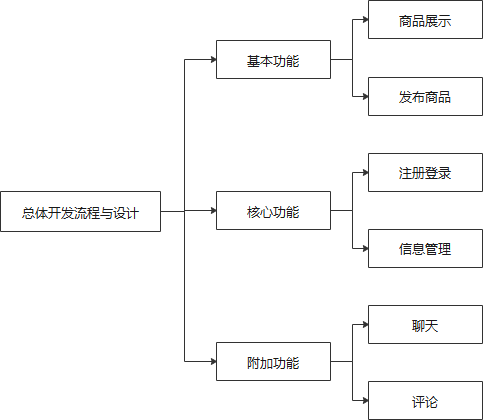 总体开发流程与设计
基本功能
商品展示
发布商品
核心功能
注册登录
信息管理
附加功能
聊天
评论